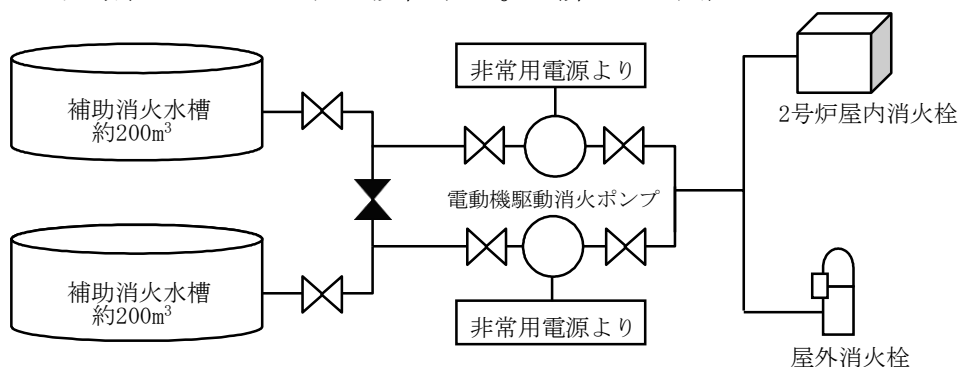 非常用電源より
補助消火水槽
約200m³
2号炉屋内消火栓
電動機駆動消火ポンプ
補助消火水槽
約200m³
非常用電源より
屋外消火栓